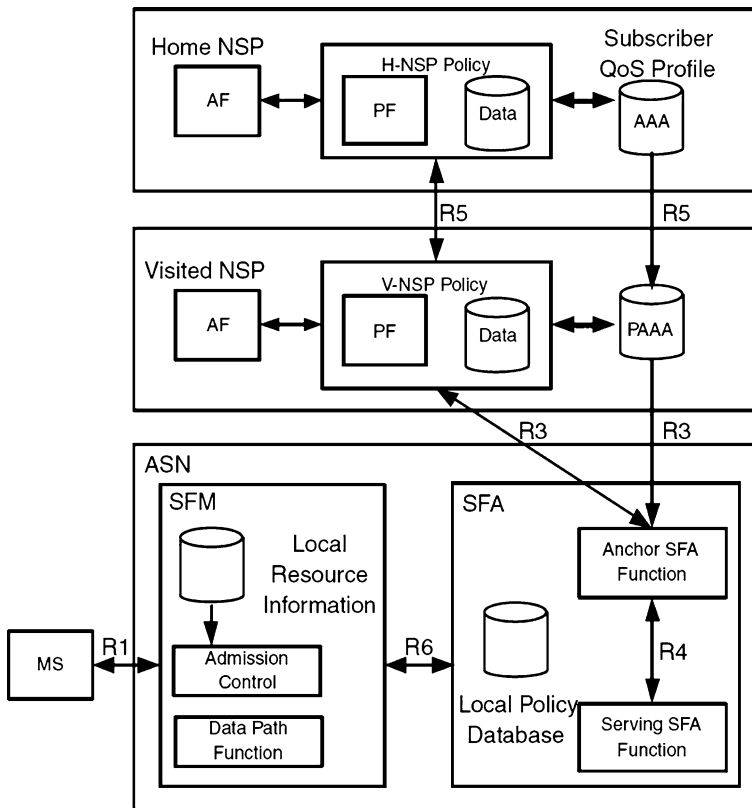 Home NSP
H-NSP Policy
Subscriber
QoS Profile
AF
PF
Data
AAA
R5
R5
Visited NSP
V-NSP Policy
AF
PF
Data
PAAA
R3
R3
ASN
SFM
SFA
Local
Resource
Information
Anchor SFA
Function
MS
R1
Admission
Control
R6
R4
Local Policy
Database
Data Path
Function
Serving SFA
Function